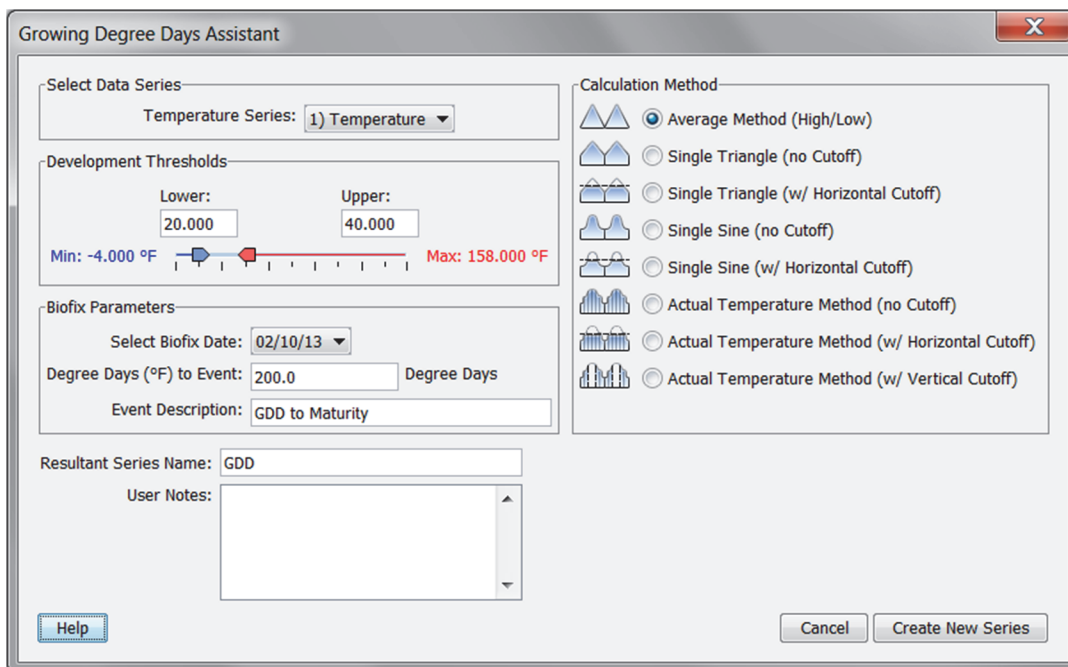 Growing Degree Days Assistant
Select Data Series
Temperature Series: 1) Temperature
Development Thresholds
Lower: Upper:
20.000 40.000
Min: -4.000 ºF Max: 158.000 ºF
Biofix Parameters
Select Biofix Date: 02/10/13
Degree Days (ºF) to Event: 200.0 Degree Days
Event Description: GDD to Maturity
Calculation Method
Average Method (High/Low)
Single Triangle (no Cutoff)
Single Triangle (w/ Horizontal Cutoff)
Single Sine (no Cutoff)
Single Sine (w/ Horizontal Cutoff)
Actual Temperature Method (no Cutoff)
Actual Temperature Method (w/ Horizontal Cutoff)
Actual Temperature Method (w/ Vertical Cutoff)
Resultant Series Name: GDD
User Notes:
Help Cancel Create New Series